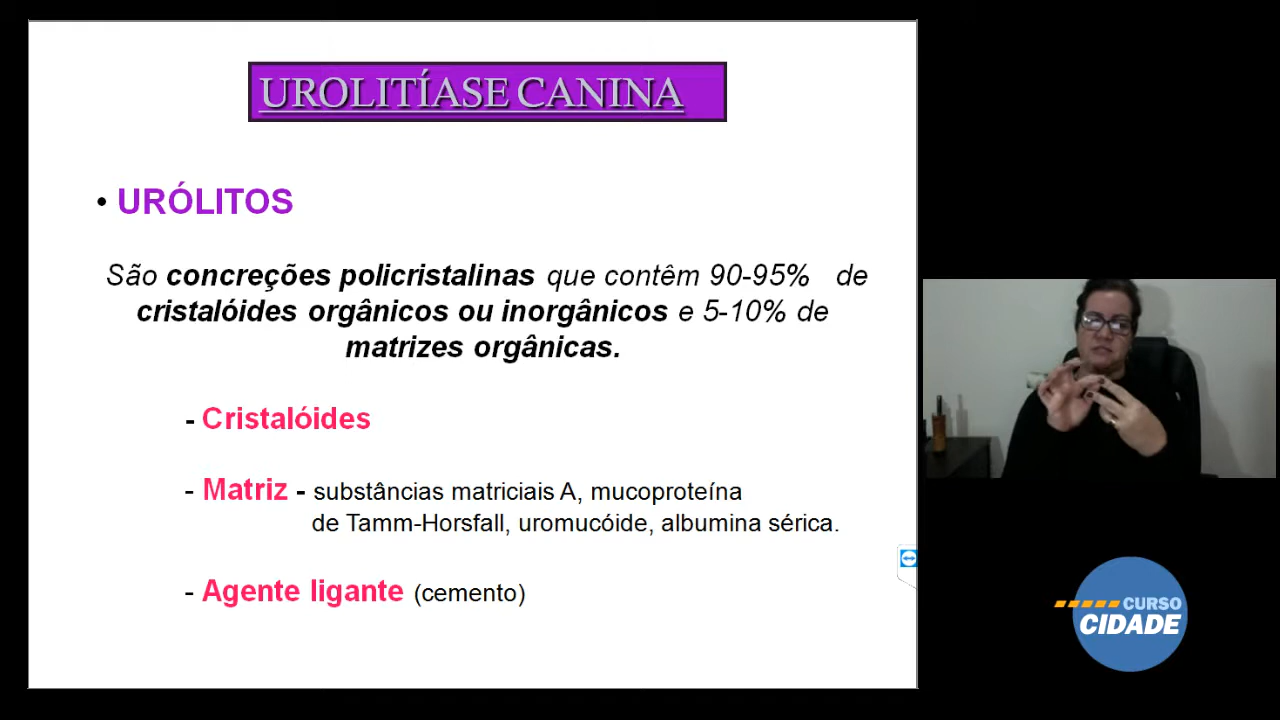 UROLITÍASE CANINA
• URÓLITOS
São concreções policristalinas que contêm 90-95% de
cristalóides orgânicos ou inorgânicos e 5-10% de
matrizes orgânicas.
- Cristalóides
- Matriz - substâncias matriciais A, mucoproteína
de Tamm-Horsfall, uromucóide, albumina sérica.
- Agente ligante (cemento)
CURSO
CIDADE